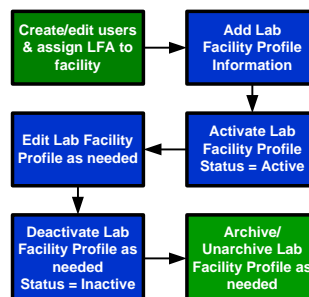 Create/edit users
& assign LFA to
facility
Add Lab
Facility Profile
Information
Activate Lab
Facility Profile
Status = Active
Edit Lab Facility
Profile as needed
Deactivate Lab
Facility Profile as
needed
Status = Inactive
Archive/
Unarchive Lab
Facility Profile as
needed